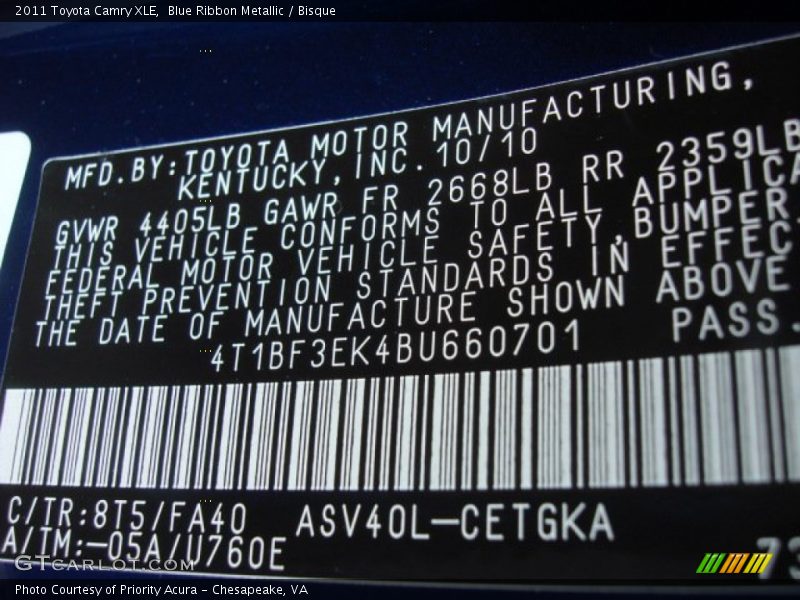 2011 Toyota Camry XLE,  Blue Ribbon Metallic / Bisque
MFD.BY:TOYOTA MOTOR MANUFACTURING,
KENTUCKY,INC. 10/10
GVWR 4405LB GAWR FR 2668LB RR 2359LB
THIS VEHICLE CONFORMS TO ALL APPLICA
FEDERAL MOTOR VEHICLE SAFETY,BUMPER
THEFT PREVENTION STANDARDS IN EFFEC
THE DATE OF MANUFACTURE SHOWN ABOVE
4T1BF3EK4BU660701 PASS.
C/TR:8T5/FA40 ASV40L-CETGKA
A/TM:-05A/U760E 73
GTCARLOT.COM
Photo Courtesy of Priority Acura - Chesapeake, VA